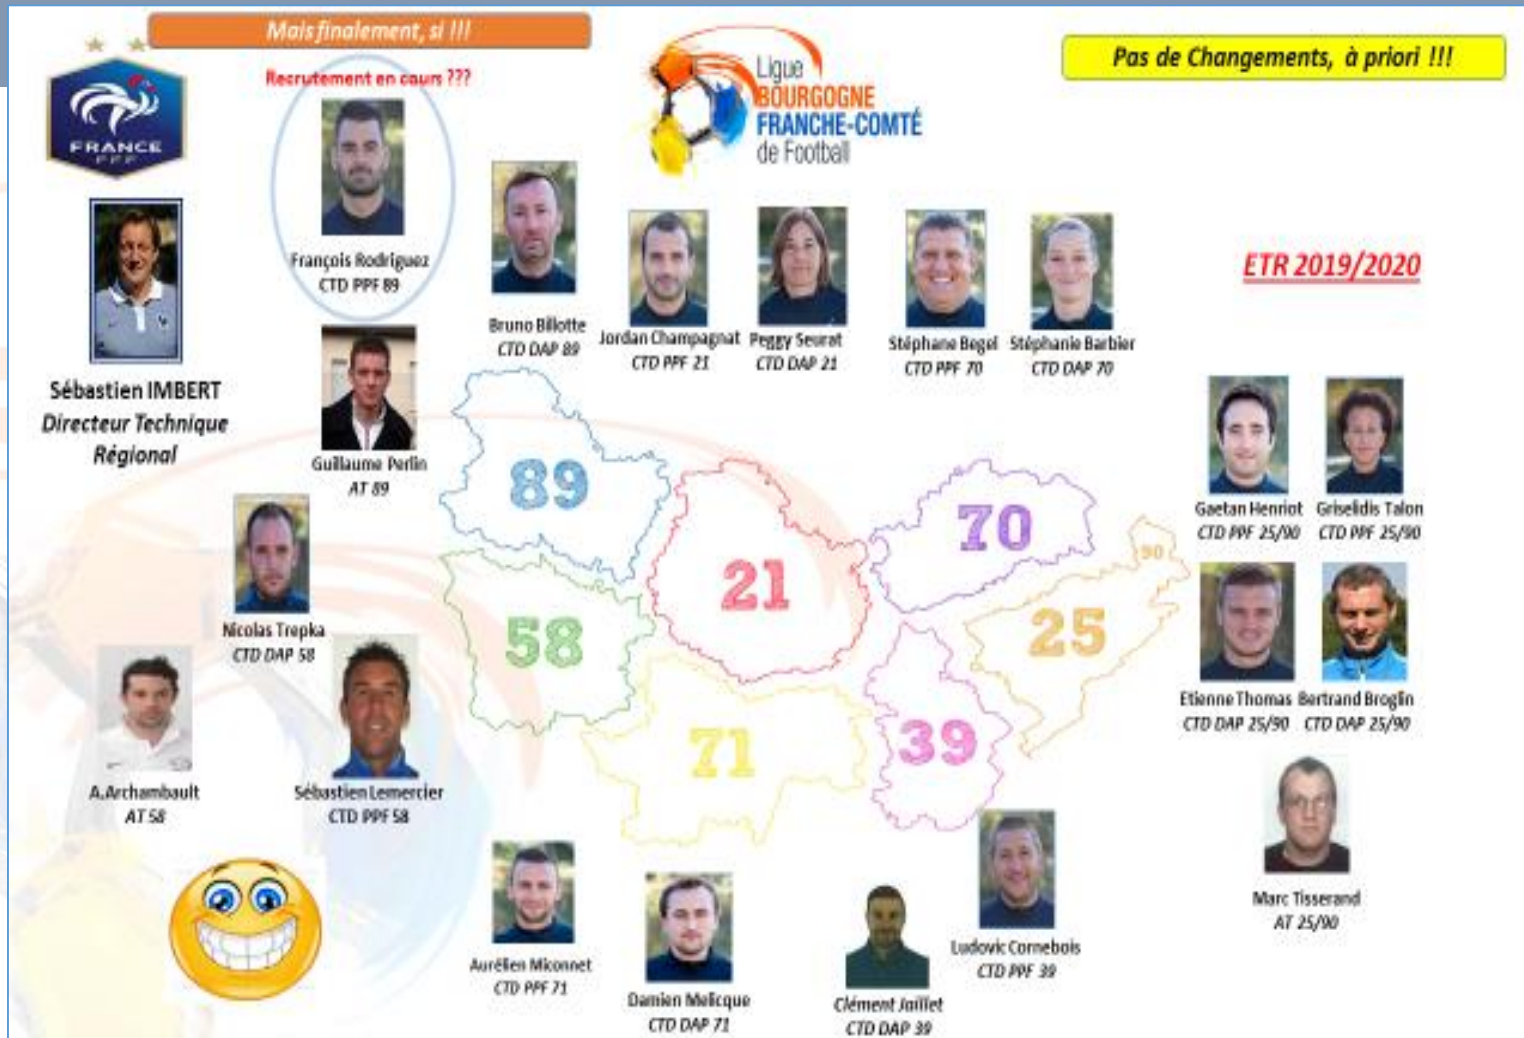 Mais finalement, si !!!
Pas de Changements, à priori !!!
Recrutement en cours ???
FRANCE
FFF
Ligue
BOURGOGNE
FRANCHE-COMTÉ
de Football
ETR 2019/2020
François Rodriguez
CTD PPF 89
Bruno Billotte
CTD DAP 89
Jordan Champagnat
CTD PPF 21
Peggy Seurat
CTD DAP 21
Stéphane Begel
CTD PPF 70
Stéphanie Barbier
CTD DAP 70
Sébastien IMBERT
Directeur Technique
Régional
Guillaume Perlin
AT 89
Gaetan Henriot
CTD PPF 25/90
Griselidis Talon
CTD PPF 25/90
89
21
70
90
58
25
71
39
Nicolas Trepka
CTD DAP 58
Etienne Thomas
CTD DAP 25/90
Bertrand Broglin
CTD DAP 25/90
A.Archambault
AT 58
Sébastien Lemercier
CTD PPF 58
Marc Tisserand
AT 25/90
Aurélien Miconnet
CTD PPF 71
Damien Melicque
CTD DAP 71
Clément Jaillet
CTD DAP 39
Ludovic Cornebois
CTD PPF 39